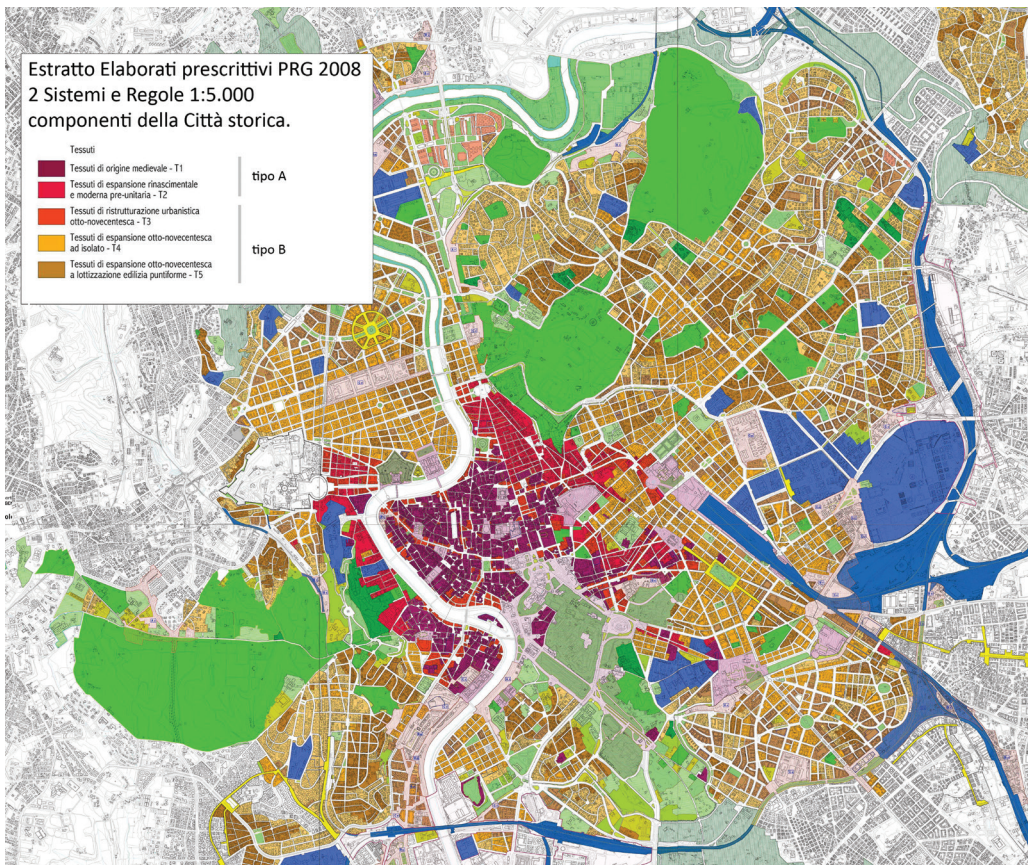 Estratto Elaborati prescrittivi PRG 2008
2 Sistemi e Regole 1:5.000
componenti della Città storica.
Tessuti
Tessuti di origine medievale - T1
Tessuti di espansione rinascimentale
e moderna pre-unitaria - T2
tipo A
Tessuti di ristrutturazione urbanistica
otto-novecentesca - T3
Tessuti di espansione otto-novecentesca
ad isolato - T4
Tessuti di espansione otto-novecentesca
a lottizzazione edilizia puntiforme - T5
tipo B